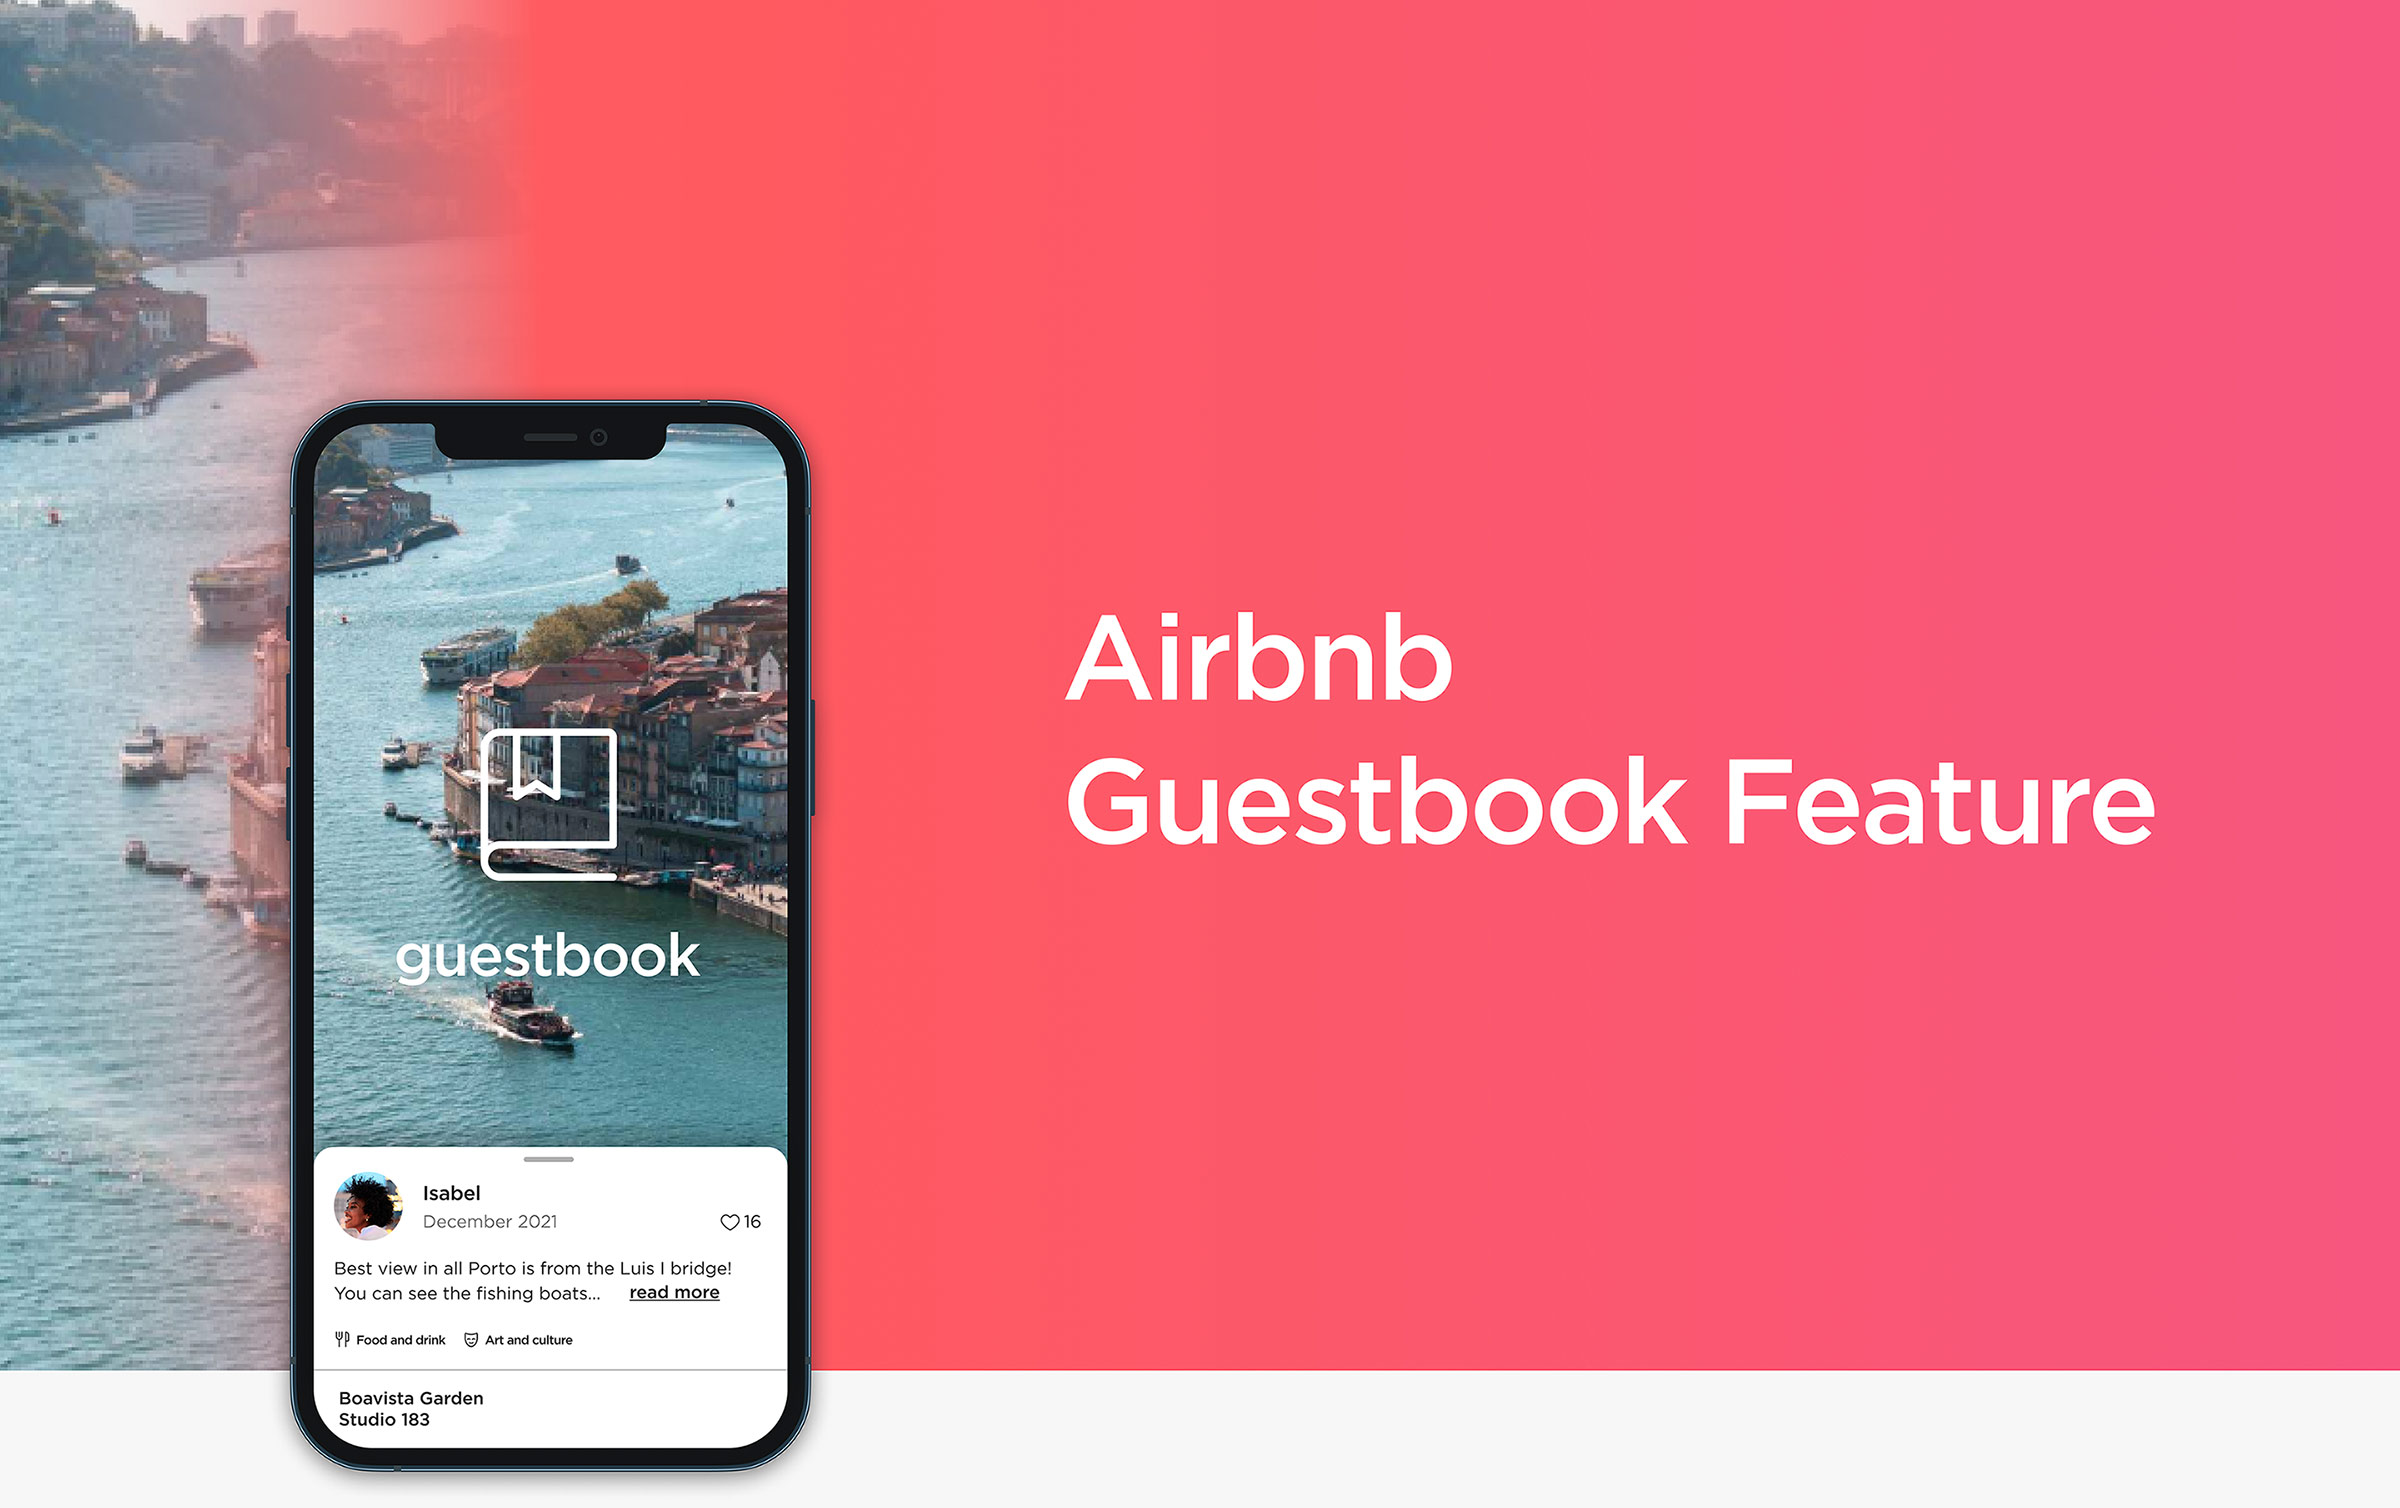 Airbnb
Guestbook Feature
guestbook
Isabel
December 2021
16
Best view in all Porto is from the Luis I bridge!
You can see the fishing boats... read more
Food and drink Art and culture
Boavista Garden
Studio 183